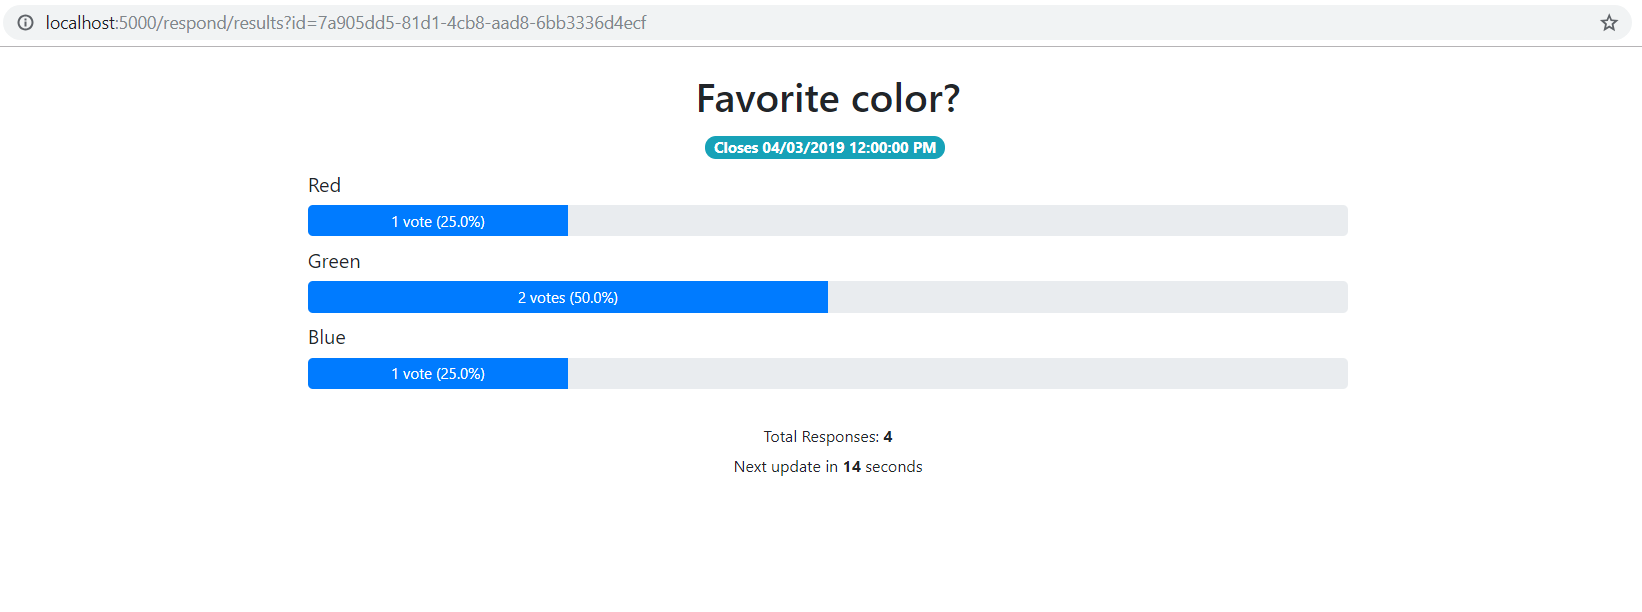 localhost:5000/respond/results?id=7a905dd5-81d1-4cb8-aad8-6bb3336d4ecf
Favorite color?
Closes 04/03/2019 12:00:00 PM
Red
1 vote (25.0%)
Green
2 votes (50.0%)
Blue
1 vote (25.0%)
Total Responses: 4
Next update in 14 seconds